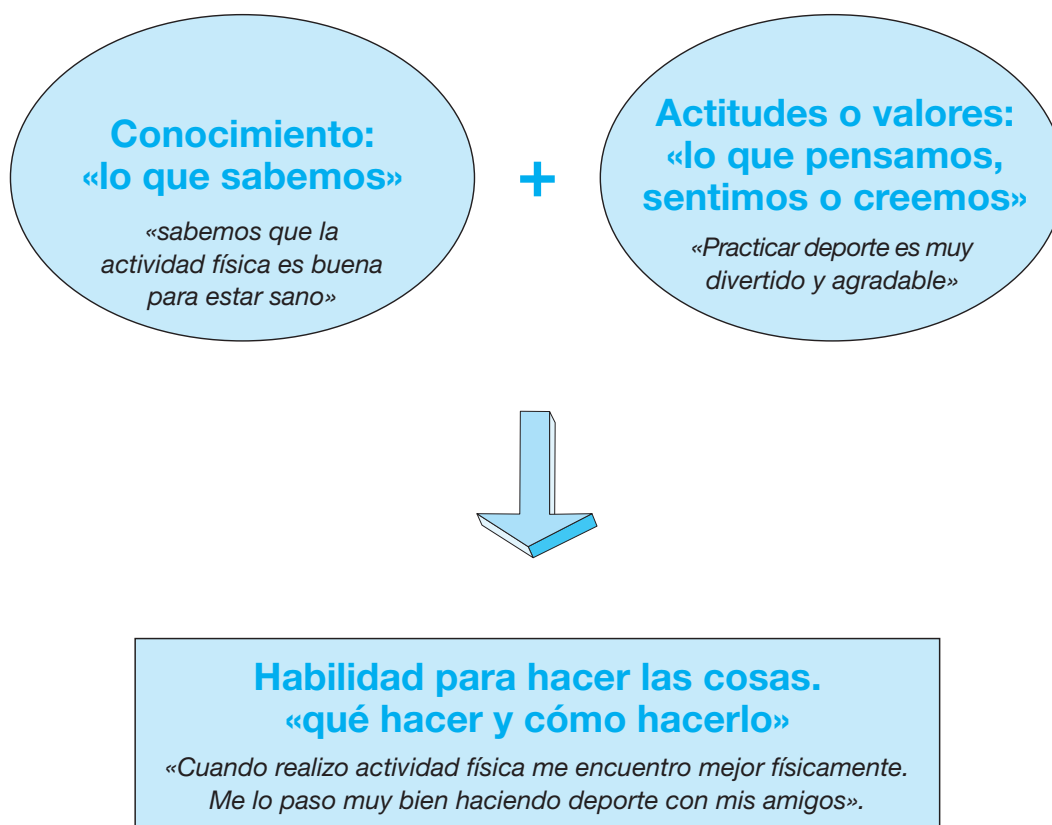 Conocimiento:
«lo que sabemos»
«sabemos que la
actividad física es buena
para estar sano»
+
Actitudes o valores:
«lo que pensamos,
sentimos o creemos»
«Practicar deporte es muy
divertido y agradable»
Habilidad para hacer las cosas.
«qué hacer y cómo hacerlo»
«Cuando realizo actividad física me encuentro mejor físicamente.
Me lo paso muy bien haciendo deporte con mis amigos».